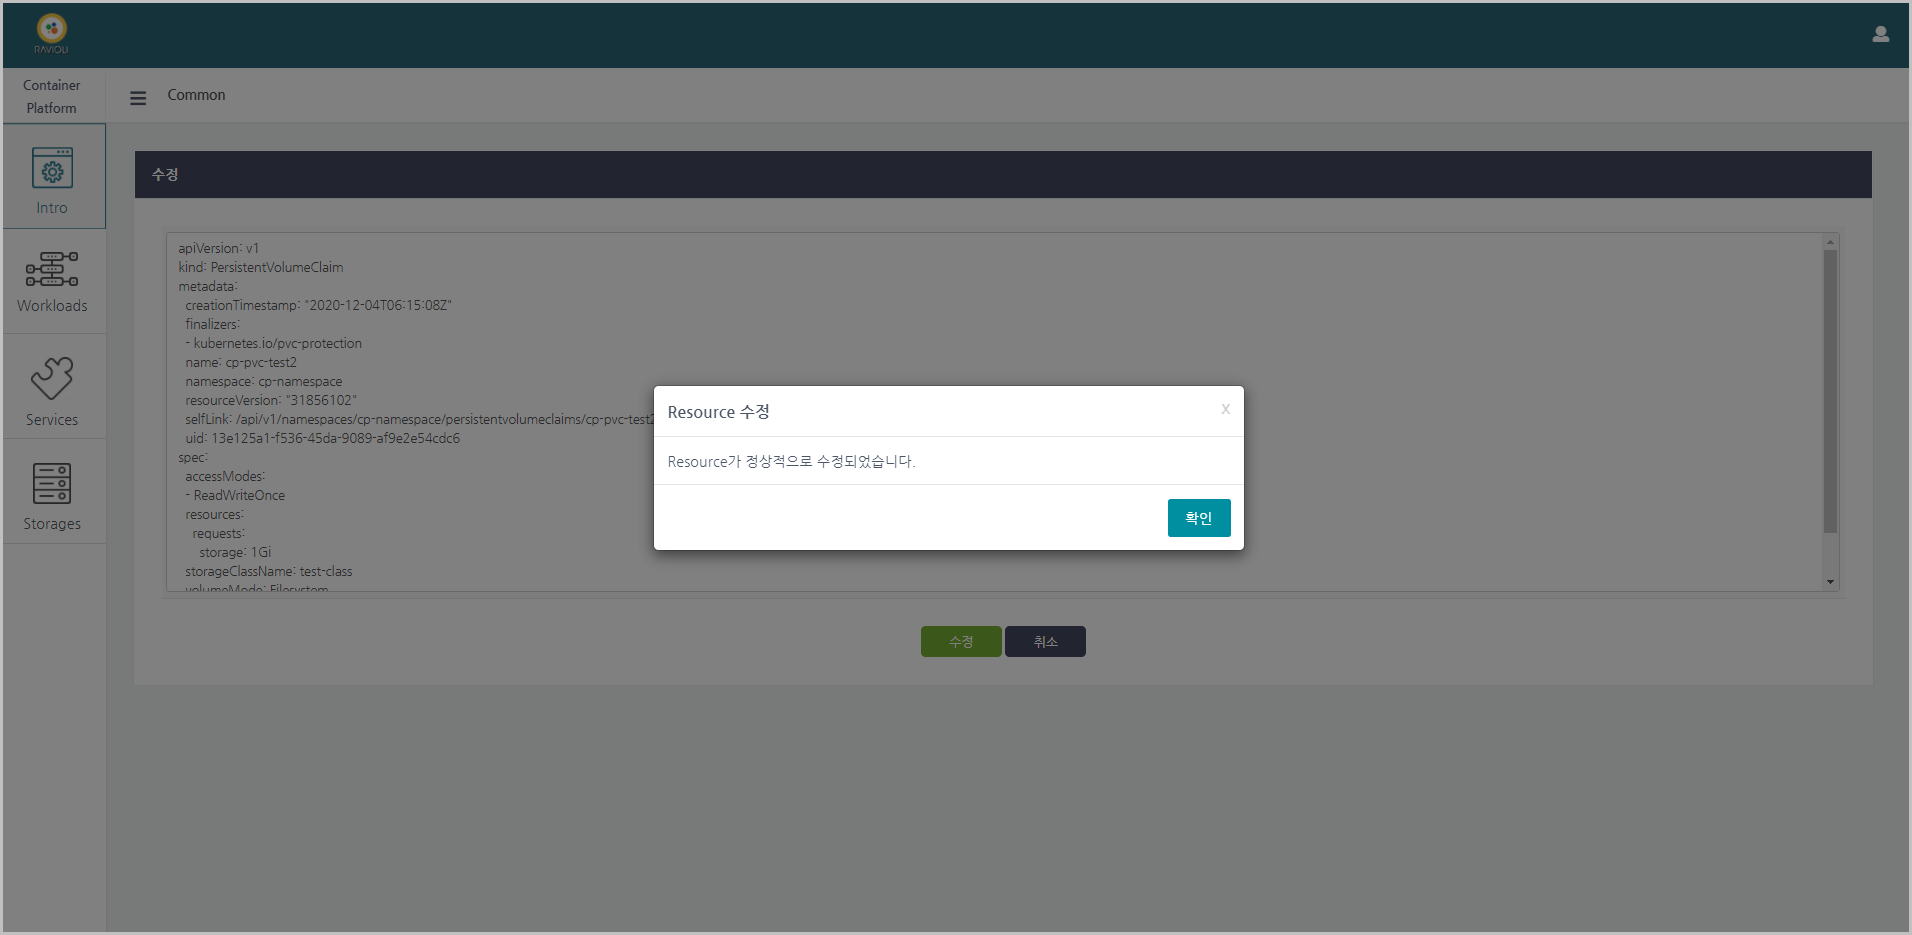 RAVIOLI
Container
Platform
Common
Intro
Workloads
Services
Storages
수정
apiVersion: v1
kind: PersistentVolumeClaim
metadata:
  creationTimestamp: "2020-12-04T06:15:08Z"
  finalizers:
  - kubernetes.io/pvc-protection
  name: cp-pvc-test2
  namespace: cp-namespace
  resourceVersion: "31856102"
  selfLink: /api/v1/namespaces/cp-namespace/persistentvolumeclaims/cp-pvc-test2
  uid: 13e125a1-f536-45da-9089-af9e2e54cdc6
spec:
  accessModes:
  - ReadWriteOnce
  resources:
    requests:
      storage: 1Gi
  storageClassName: test-class
  volumeMode: Filesystem
Resource 수정
x
Resource가 정상적으로 수정되었습니다.
확인
수정
취소